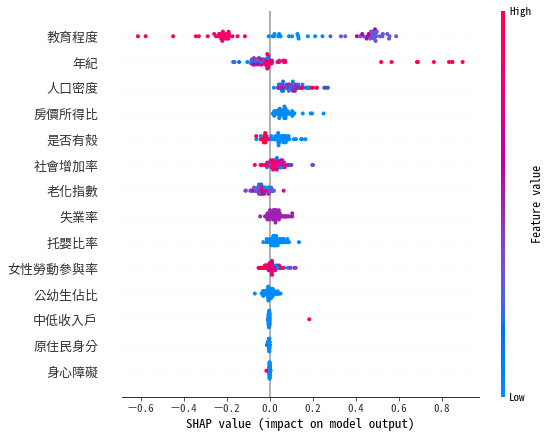 High
教育程度
年紀
人口密度
房價所得比
是否有殼
社會增加率
老化指數
失業率
托嬰比率
女性勞動參與率
公幼生佔比
中低收入戶
原住民身分
身心障礙
Feature value
Low
−0.6 −0.4 −0.2 0.0 0.2 0.4 0.6 0.8
SHAP value (impact on model output)